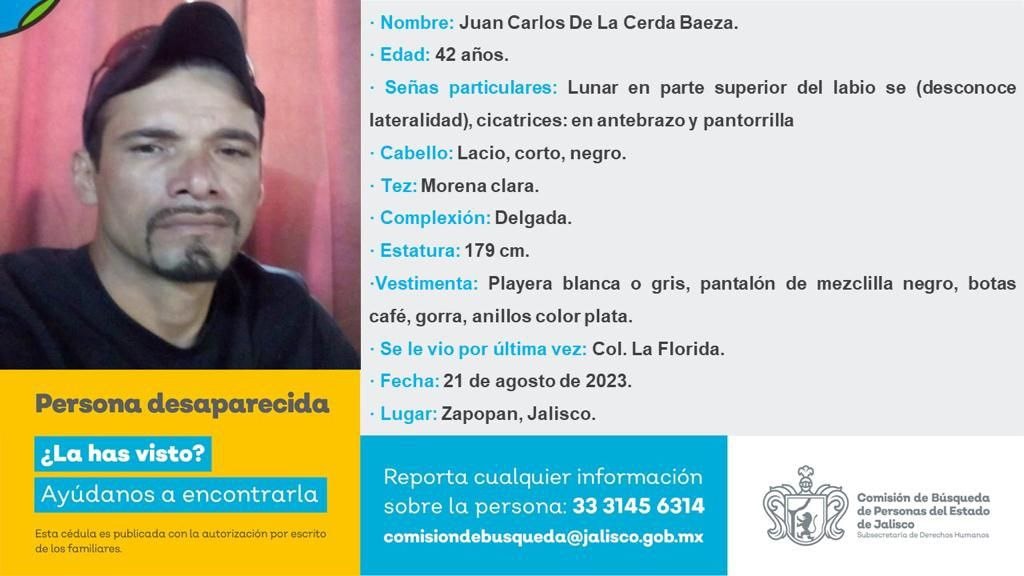 · Nombre: Juan Carlos De La Cerda Baeza.
· Edad: 42 años.
· Señas particulares: Lunar en parte superior del labio se (desconoce
lateralidad), cicatrices: en antebrazo y pantorrilla
· Cabello: Lacio, corto, negro.
· Tez: Morena clara.
· Complexión: Delgada.
· Estatura: 179 cm.
·Vestimenta: Playera blanca o gris, pantalón de mezclilla negro, botas
café, gorra, anillos color plata.
· Se le vio por última vez: Col. La Florida.
· Fecha: 21 de agosto de 2023.
· Lugar: Zapopan, Jalisco.
Persona desaparecida
¿La has visto?
Ayúdanos a encontrarla
Esta cédula es publicada con la autorización por escrito
de los familiares.
Reporta cualquier información
sobre la persona: 33 3145 6314
comisiondebusqueda@jalisco.gob.mx
Comisión de Búsqueda
de Personas del Estado
de Jalisco
Subsecretaría de Derechos Humanos